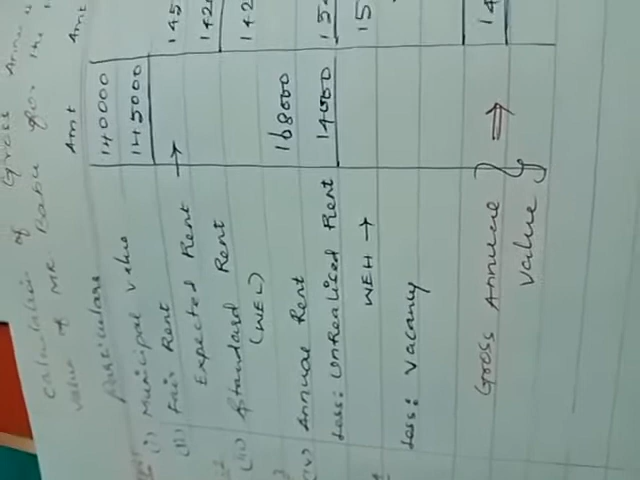 Calculation of Gross Annual
value of MR. Babu for the
Particulars Amt Amt
(i) Municipal value 140000
(ii) Fair Rent 145000
Expected Rent → 145
(iii) Standard Rent 142
(WEL) 142
(iv) Annual Rent 168000
Less: Unrealised Rent 14000
WEH → 15
Less: Vacancy
Gross Annual
value ⇒ 14